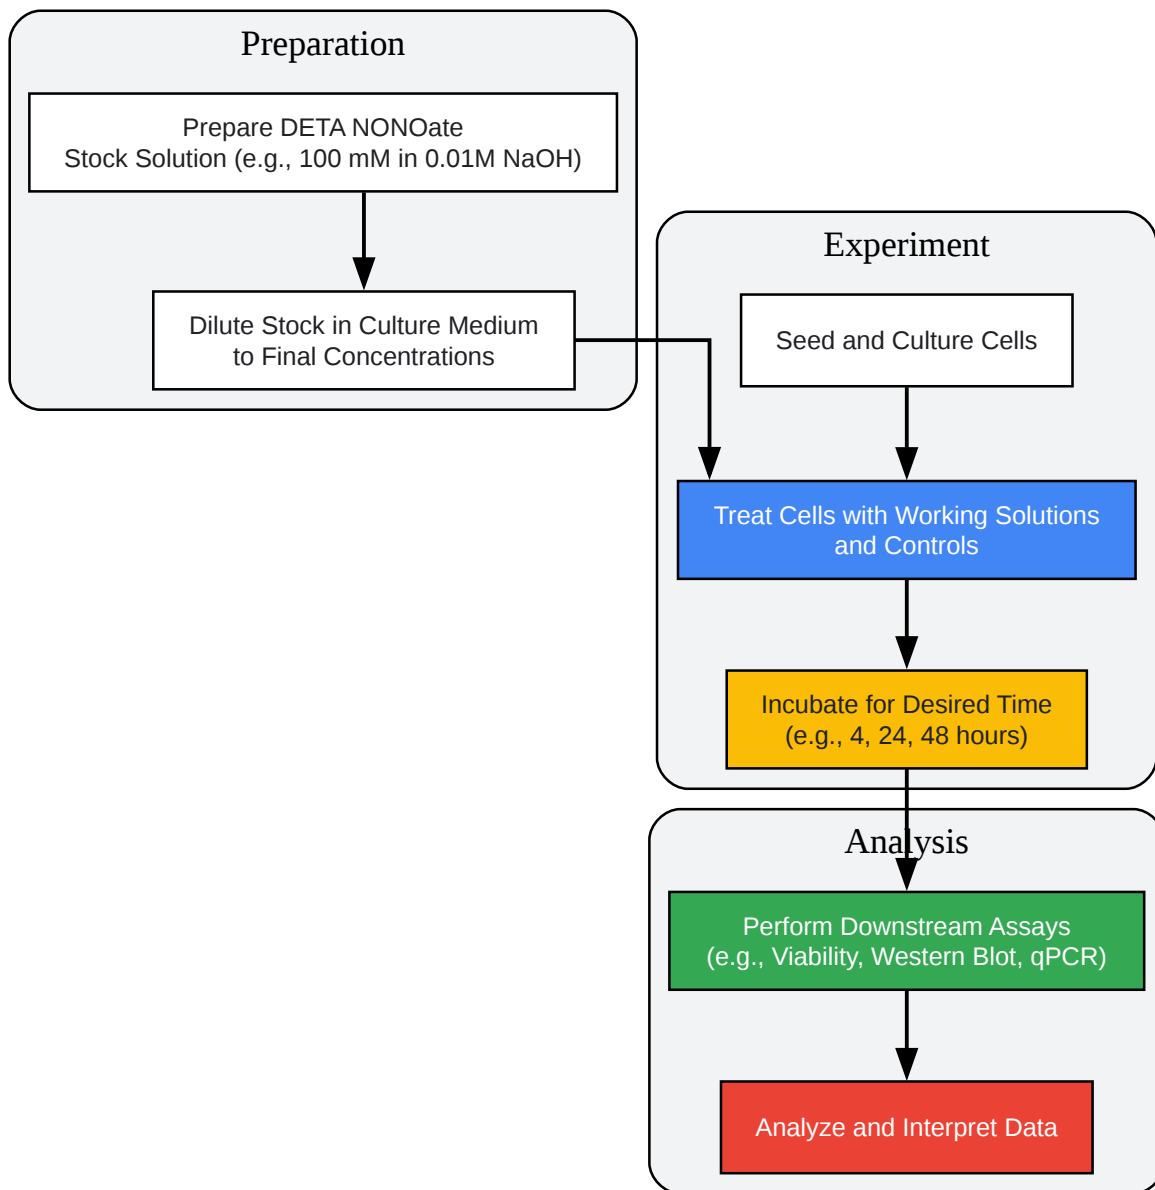 Preparation
Prepare DETA NONOate
Stock Solution (e.g., 100 mM in 0.01M NaOH)
Dilute Stock in Culture Medium
to Final Concentrations
Experiment
Seed and Culture Cells
Treat Cells with Working Solutions
and Controls
Incubate for Desired Time
(e.g., 4, 24, 48 hours)
Analysis
Perform Downstream Assays
(e.g., Viability, Western Blot, qPCR)
Analyze and Interpret Data